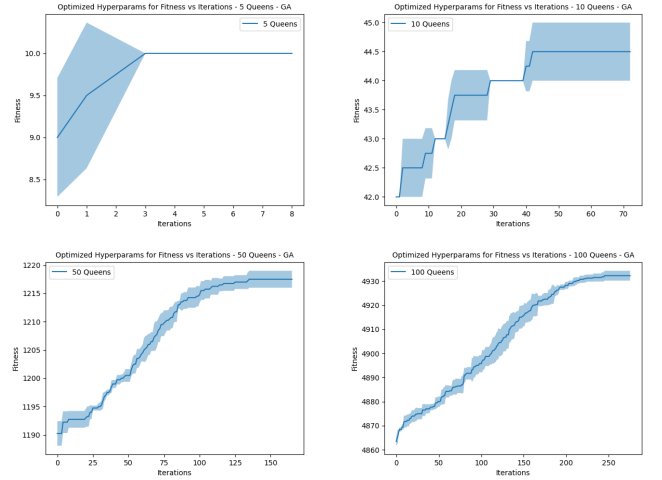 Optimized Hyperparams for Fitness vs Iterations - 5 Queens - GA
5 Queens
10.0
9.5
9.0
8.5
Fitness
0 1 2 3 4 5 6 7 8
Iterations
Optimized Hyperparams for Fitness vs Iterations - 10 Queens - GA
10 Queens
45.0
44.5
44.0
43.5
43.0
42.5
42.0
Fitness
0 10 20 30 40 50 60 70
Iterations
Optimized Hyperparams for Fitness vs Iterations - 50 Queens - GA
50 Queens
1220
1215
1210
1205
1200
1195
1190
Fitness
0 25 50 75 100 125 150
Iterations
Optimized Hyperparams for Fitness vs Iterations - 100 Queens - GA
100 Queens
4930
4920
4910
4900
4890
4880
4870
4860
Fitness
0 50 100 150 200 250
Iterations